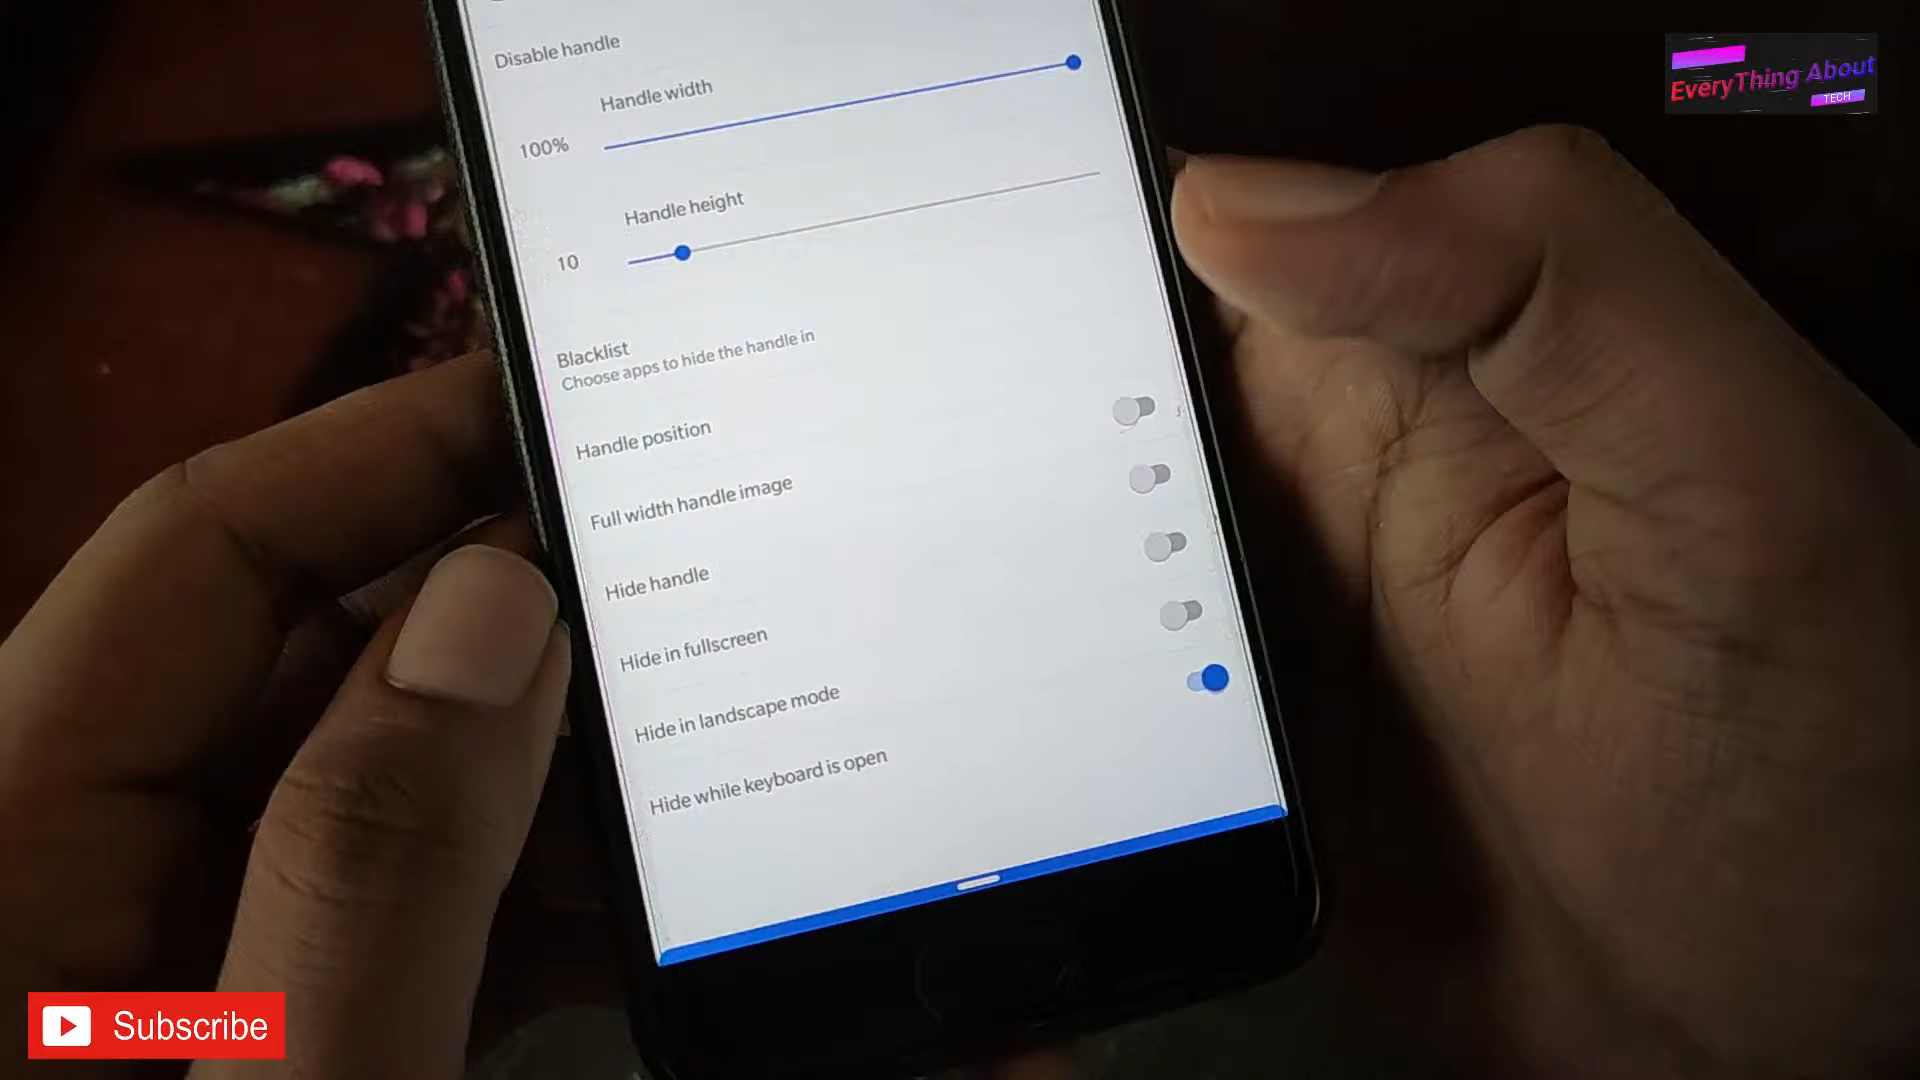 Disable handle
Handle width
100%
Handle height
10
Blacklist
Choose apps to hide the handle in
Handle position
Full width handle image
Hide handle
Hide in fullscreen
Hide in landscape mode
Hide while keyboard is open
EveryThing About
TECH
Subscribe